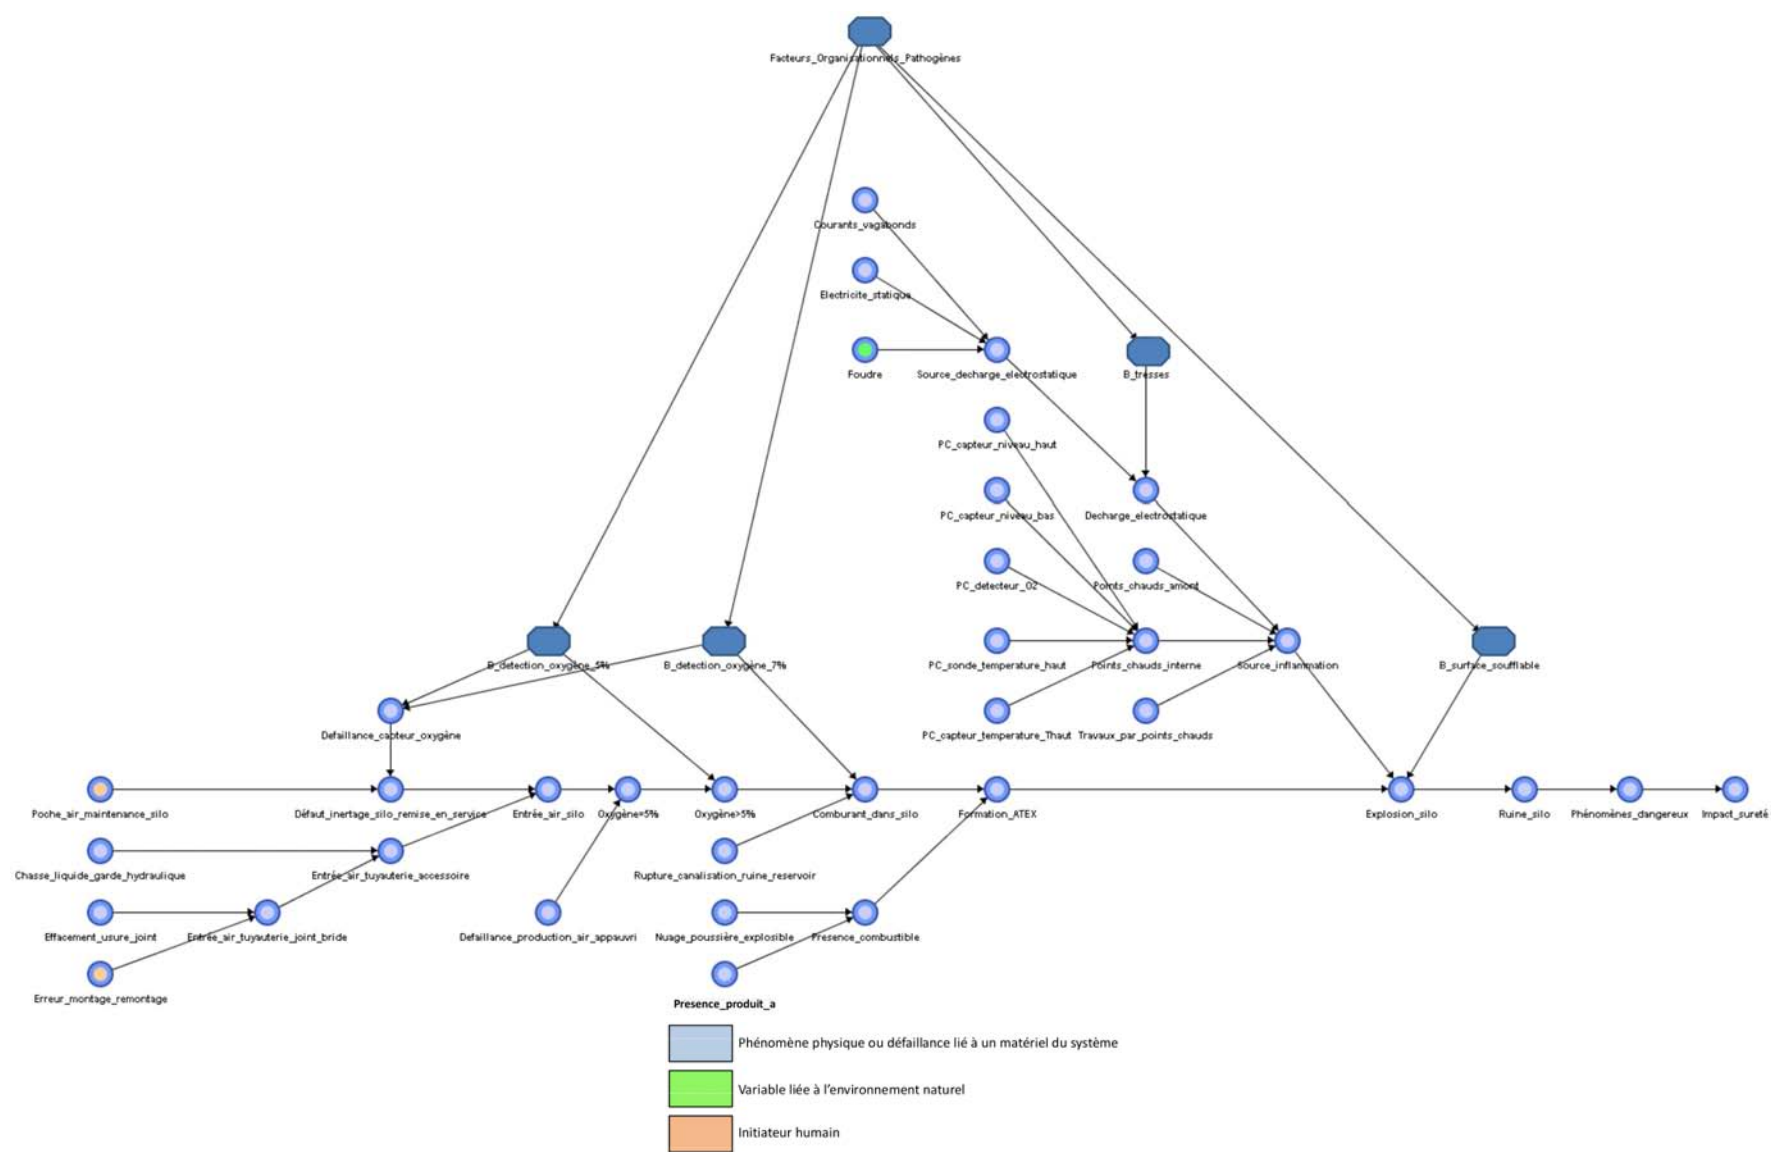 Facteurs_Organisationnels_Pathogènes
Courants_vagabonds
Electricite_statique
Foudre
Source_decharge_electrostatique
B_tresses
PC_capteur_niveau_haut
PC_capteur_niveau_bas
Decharge_electrostatique
PC_detecteur_O2
Points_chauds_amont
B_detection_oxygène_5%
B_detection_oxygène_7%
PC_sonde_temperature_haut
Points_chauds_interne
Source_inflammation
B_surface_soufflable
Defaillance_capteur_oxygène
PC_capteur_temperature_Thaut
Travaux_par_points_chauds
Poche_air_maintenance_silo
Défaut_inertage_silo_remise_en_service
Entrée_air_silo
Oxygène=5%
Oxygène>5%
Comburant_dans_silo
Formation_ATEX
Explosion_silo
Ruine_silo
Phénomènes_dangereux
Impact_sureté
Chasse_liquide_garde_hydraulique
Entrée_air_tuyauterie_accessoire
Rupture_canalisation_ruine_reservoir
Effacement_usure_joint
Entrée_air_tuyauterie_joint_bride
Defaillance_production_air_appauvri
Nuage_poussière_explosible
Presence_combustible
Erreur_montage_remontage
Presence_produit_a
Phénomène physique ou défaillance lié à un matériel du système
Variable liée à l'environnement naturel
Initiateur humain